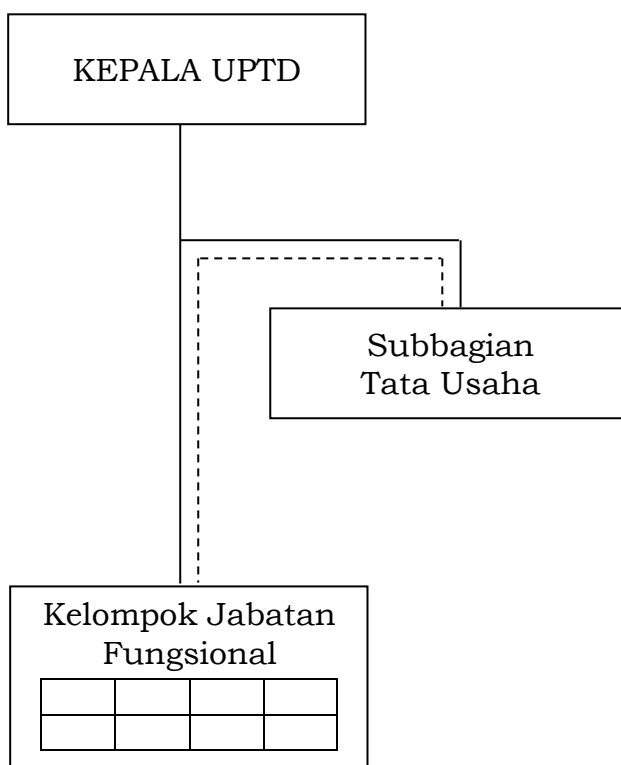 KEPALA UPTD
Subbagian
Tata Usaha
Kelompok Jabatan
Fungsional